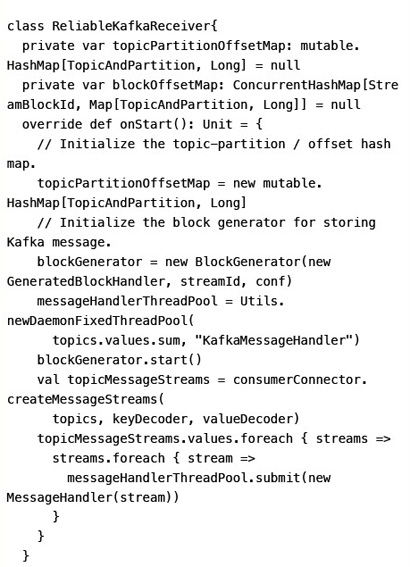 class ReliableKafkaReceiver{
  private var topicPartitionOffsetMap: mutable.
HashMap[TopicAndPartition, Long] = null
  private var blockOffsetMap: ConcurrentHashMap[Stre
amBlockId, Map[TopicAndPartition, Long]] = null
  override def onStart(): Unit = {
    // Initialize the topic-partition / offset hash
map.
    topicPartitionOffsetMap = new mutable.
HashMap[TopicAndPartition, Long]
    // Initialize the block generator for storing
Kafka message.
    blockGenerator = new BlockGenerator(new
GeneratedBlockHandler, streamId, conf)
    messageHandlerThreadPool = Utils.
newDaemonFixedThreadPool(
      topics.values.sum, "KafkaMessageHandler")
    blockGenerator.start()
    val topicMessageStreams = consumerConnector.
createMessageStreams(
      topics, keyDecoder, valueDecoder)
    topicMessageStreams.values.foreach { streams =>
      streams.foreach { stream =>
        messageHandlerThreadPool.submit(new
MessageHandler(stream))
      }
    }
  }